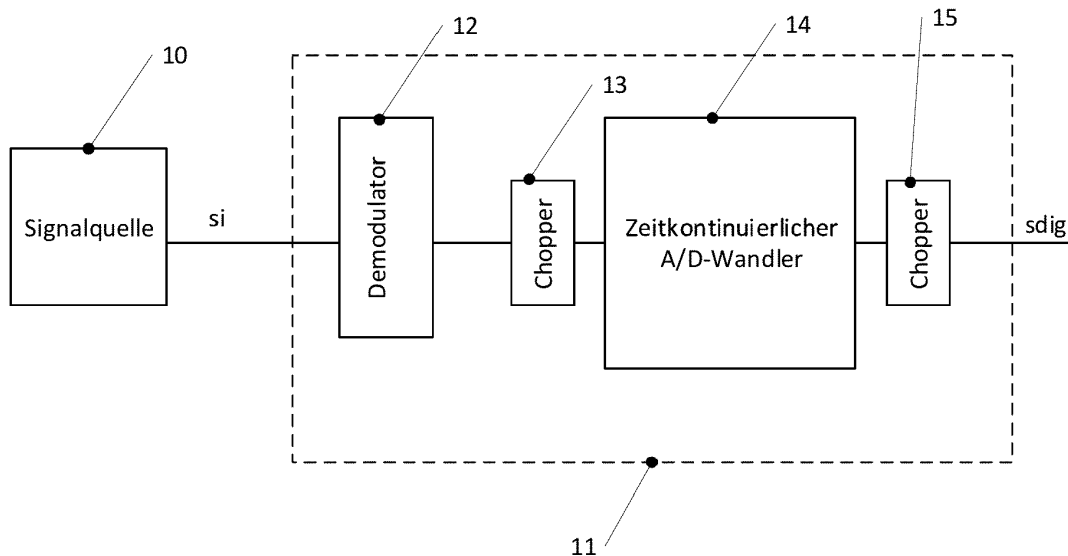 12
14
15
10
13
Signalquelle
si
Demodulator
Chopper
Zeitkontinuierlicher
A/D-Wandler
Chopper
sdig
11